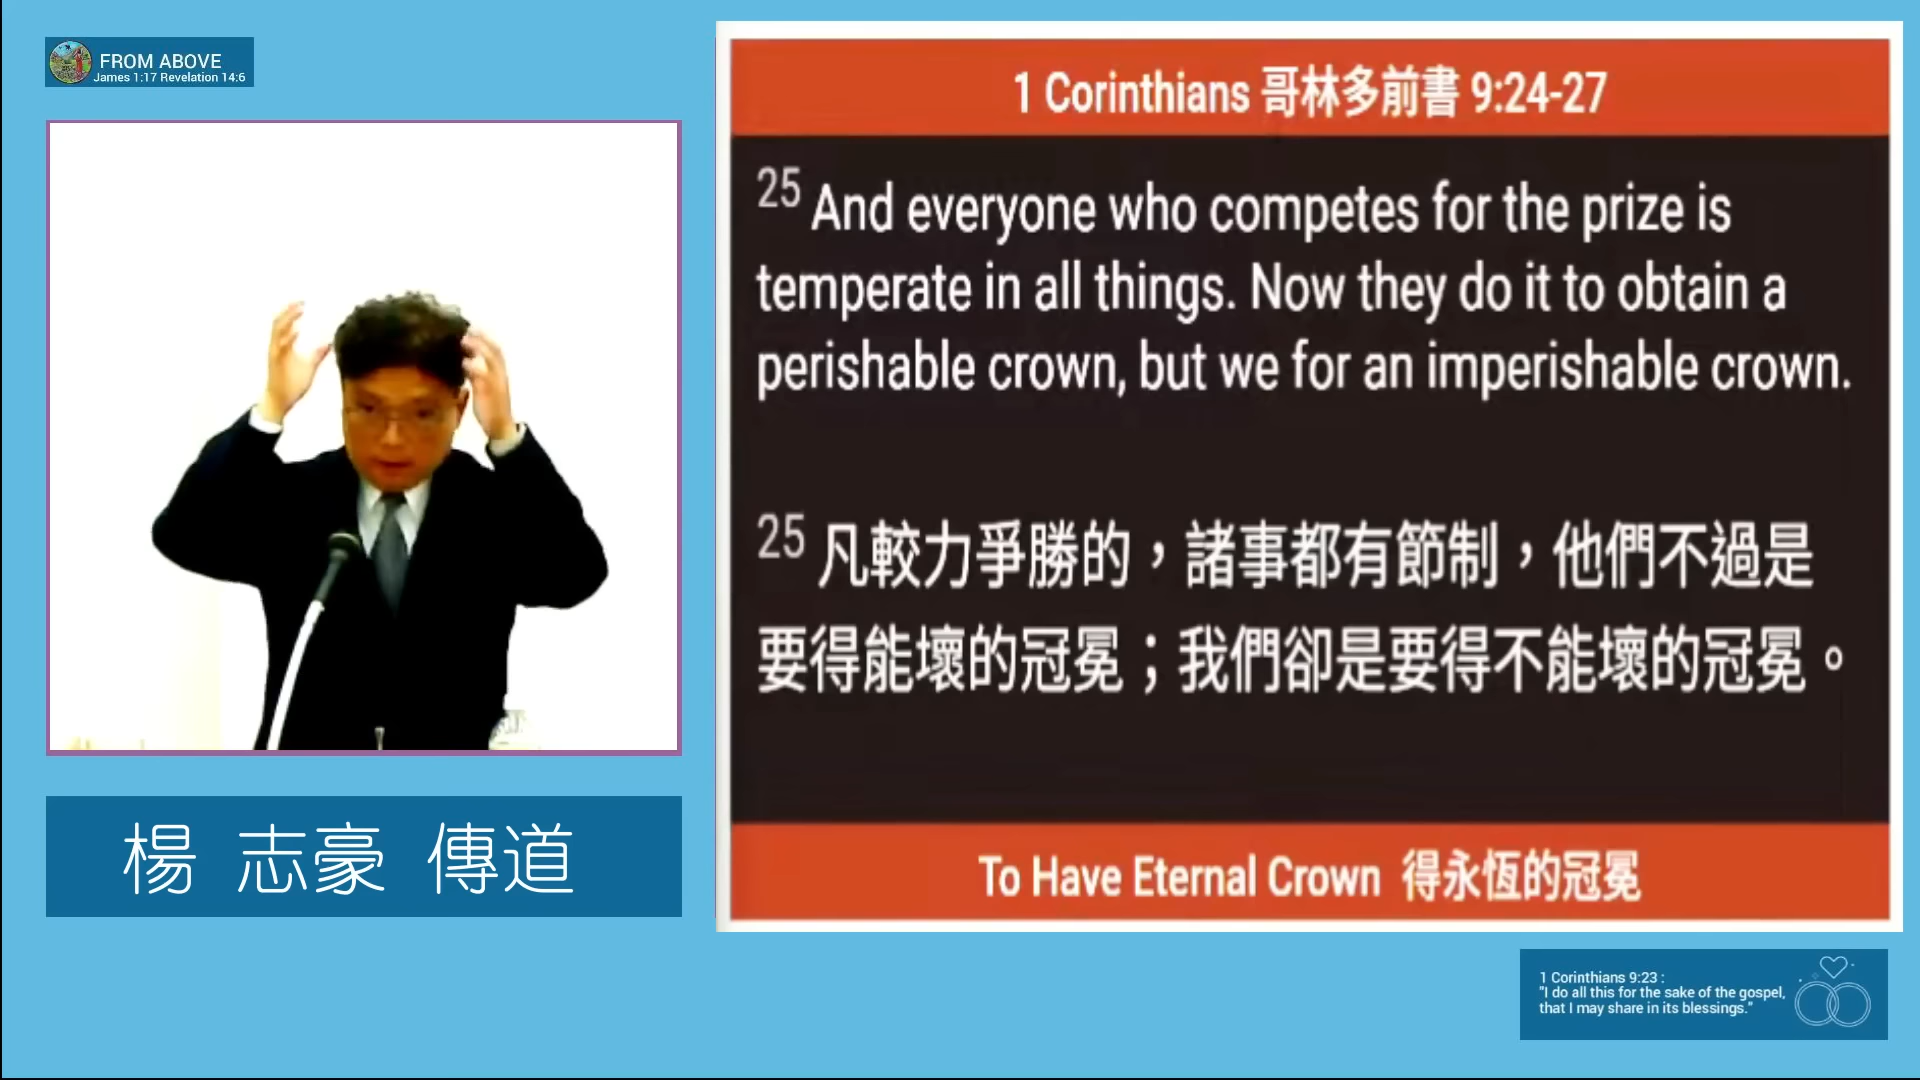 FROM ABOVE
James 1:17 Revelation 14:6
1 Corinthians 哥林多前書 9:24-27
25 And everyone who competes for the prize is
temperate in all things. Now they do it to obtain a
perishable crown, but we for an imperishable crown.
25 凡較力爭勝的，諸事都有節制，他們不過是
要得能壞的冠冕；我們卻是要得不能壞的冠冕。
To Have Eternal Crown 得永恆的冠冕
楊 志豪 傳道
1 Corinthians 9:23 :
"I do all this for the sake of the gospel,
that I may share in its blessings."